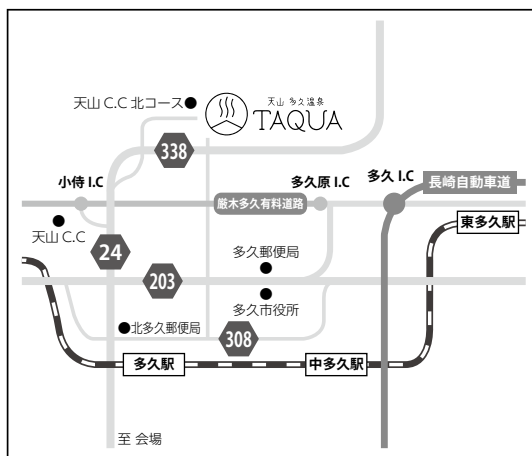 天山 多久温泉
TAQUA
天山 C.C 北コース
338
小侍 I.C
多久原 I.C
多久 I.C
長崎自動車道
厳木多久有料道路
天山 C.C
東多久駅
24
多久郵便局
203
多久市役所
北多久郵便局
308
多久駅
中多久駅
至 会場